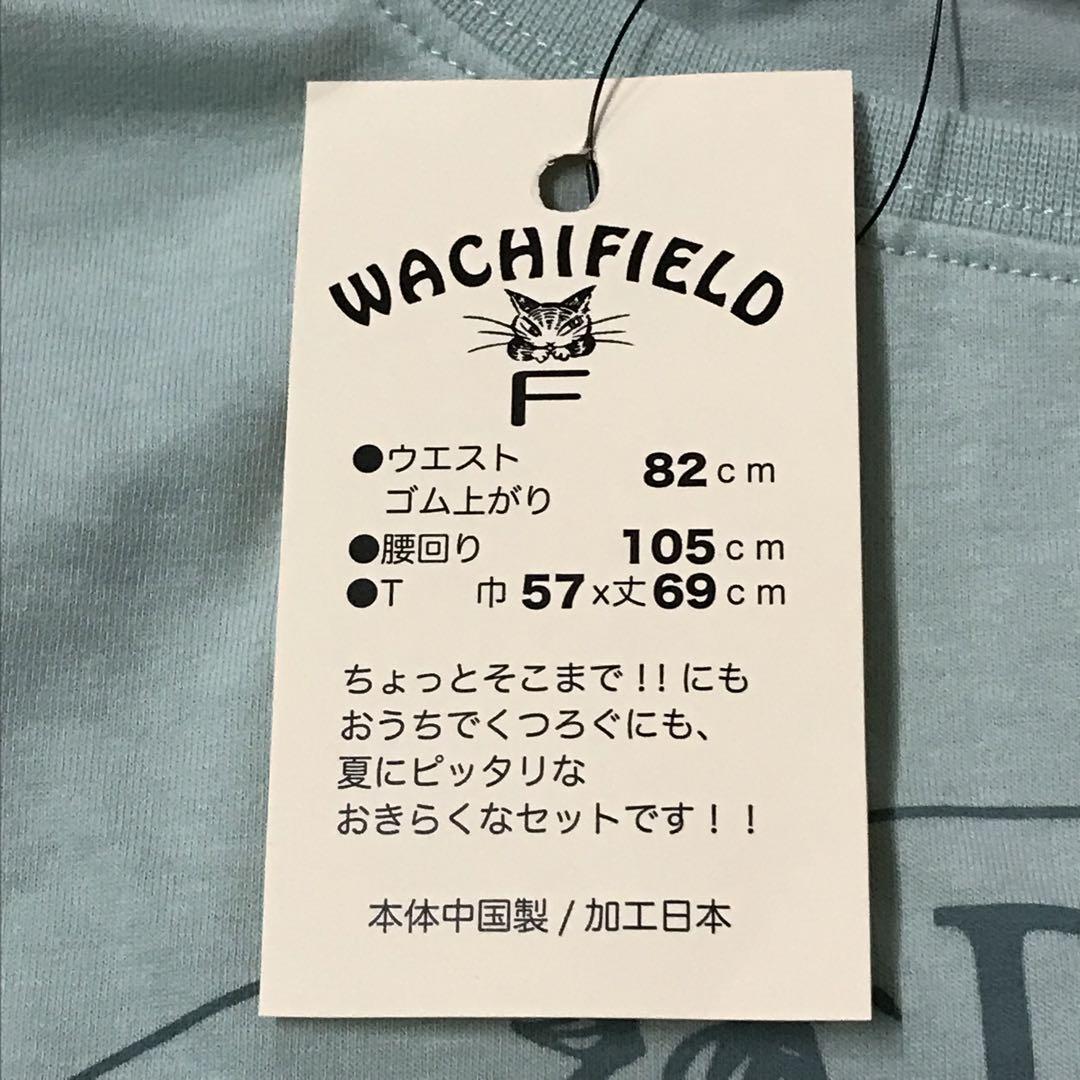 WACHIFIELD
F
●ウエスト 82cm
ゴム上がり
●腰回り 105cm
●T 巾57x丈69cm
ちょっとそこまで!!にも
おうちでくつろぐにも、
夏にピッタリな
おきらくなセットです！！
本体中国製/加工日本